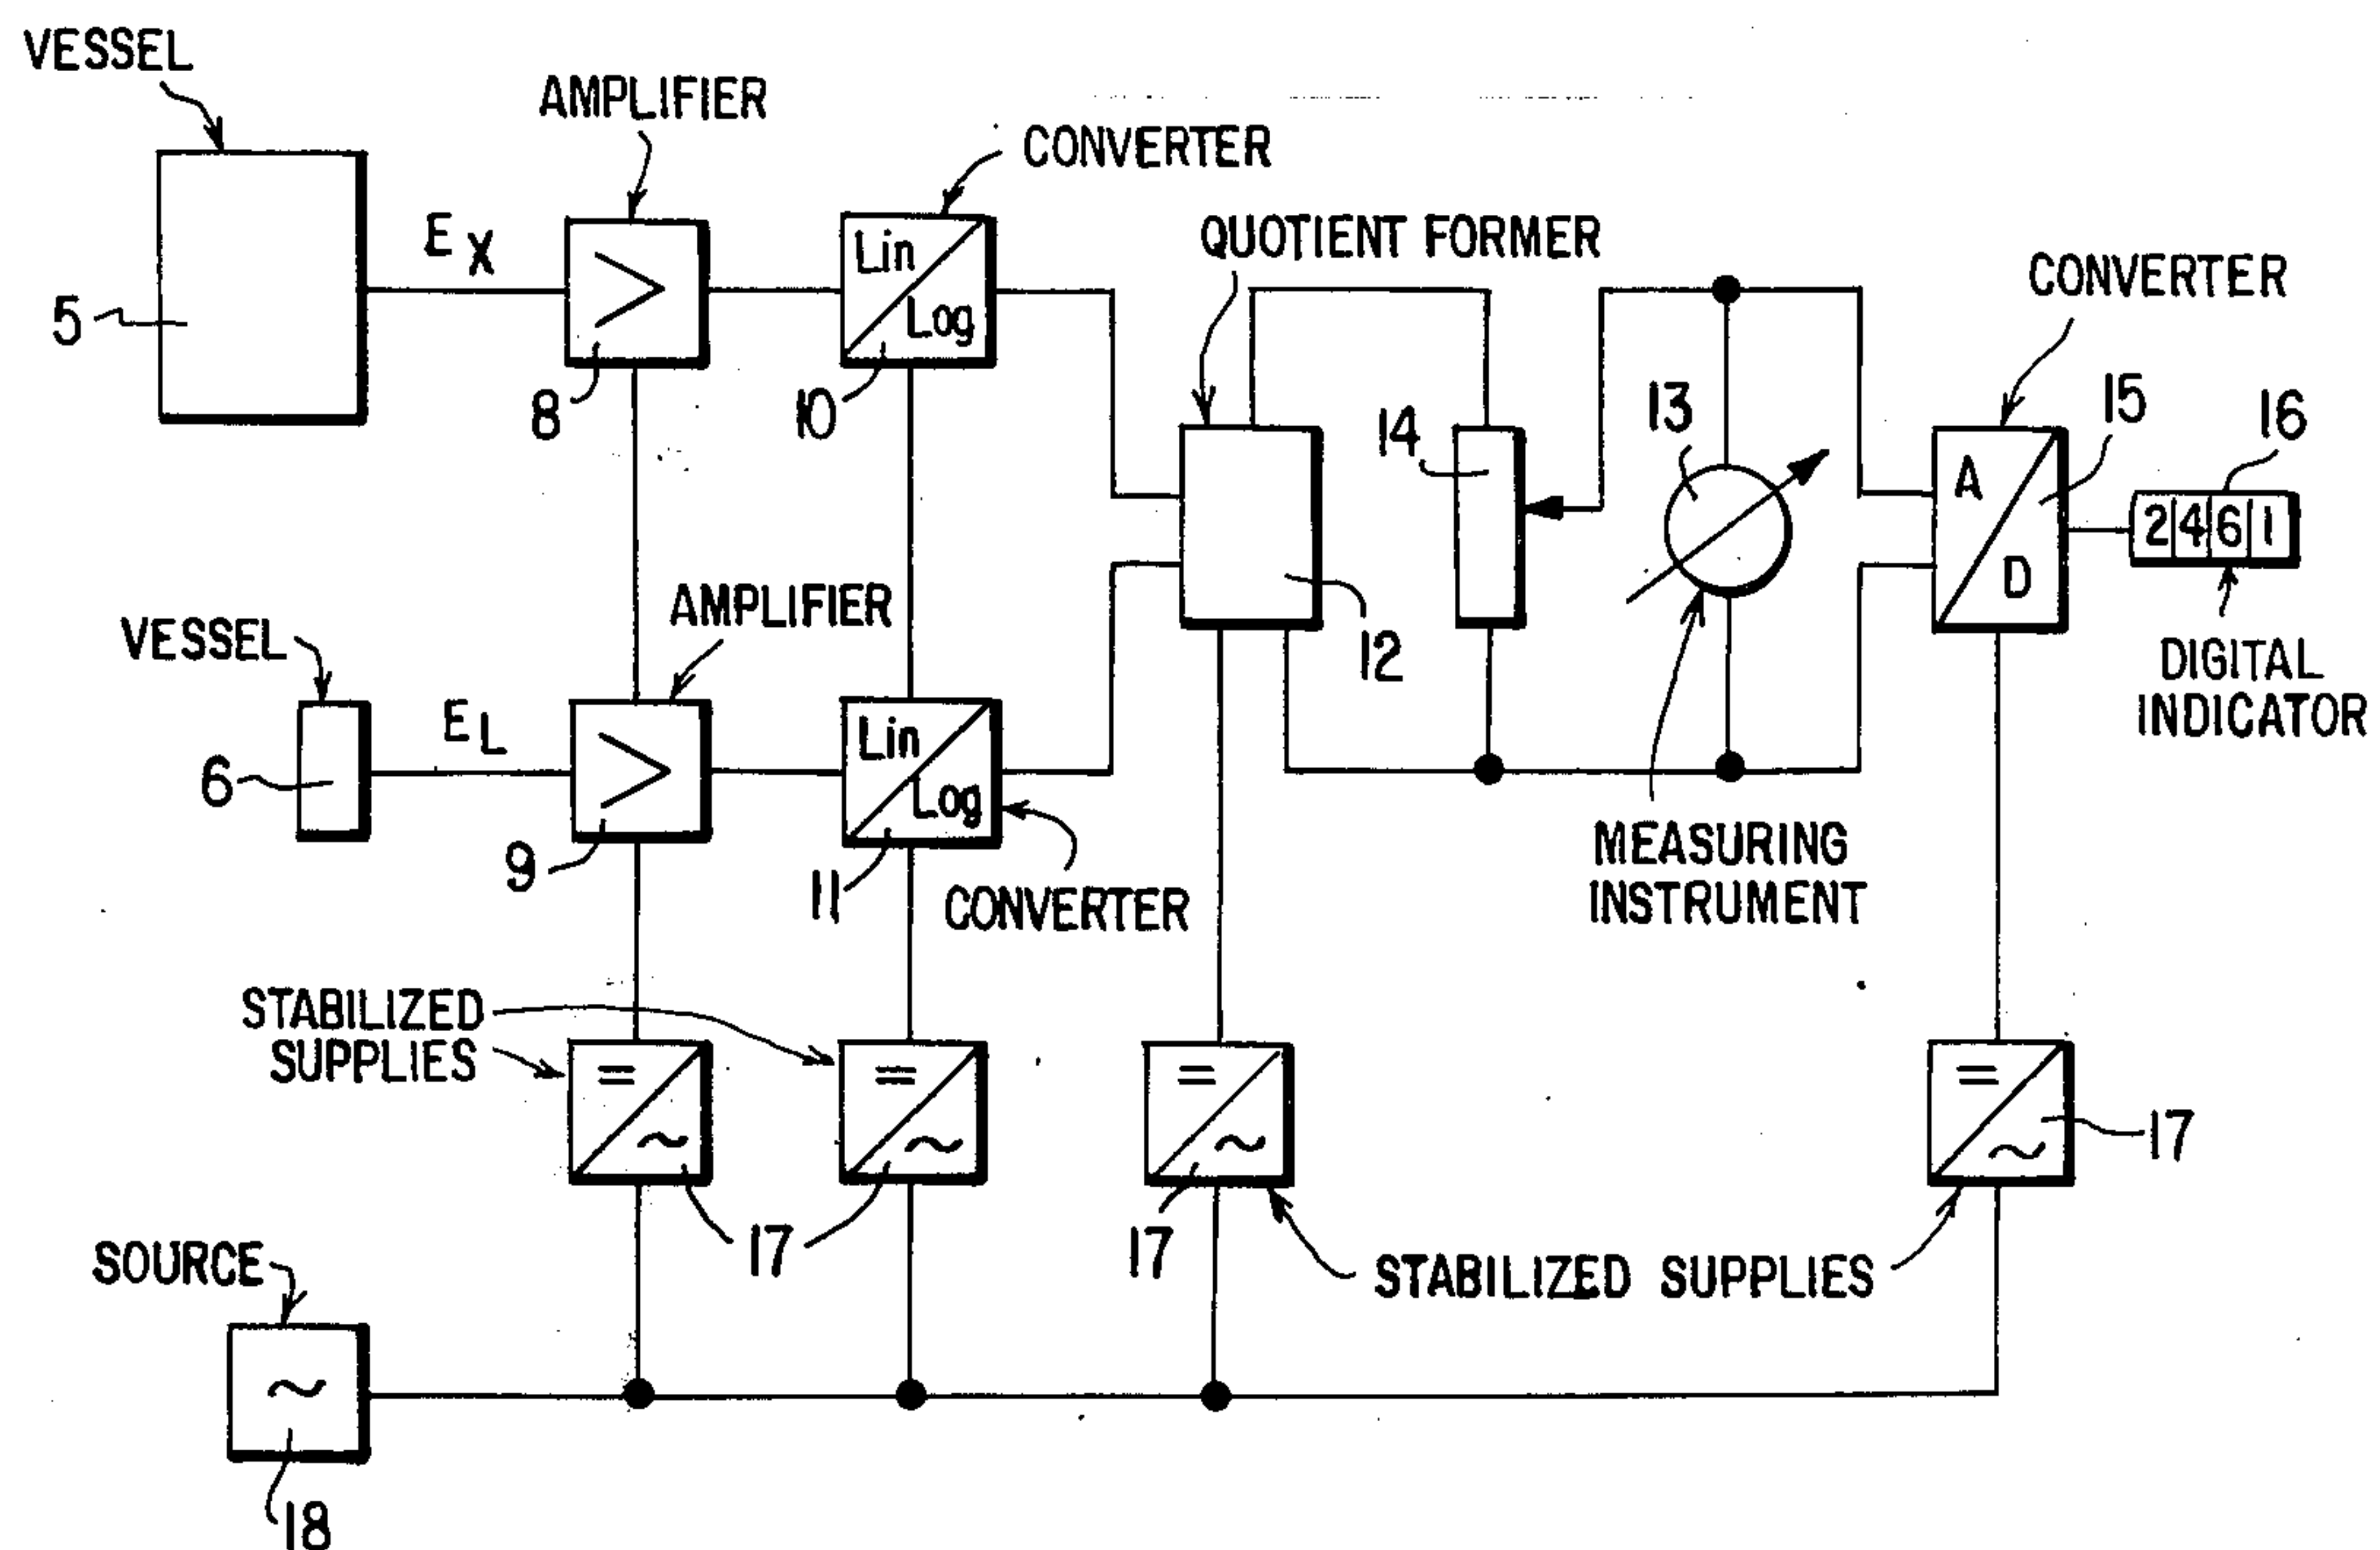 VESSEL
AMPLIFIER
CONVERTER
QUOTIENT FORMER
CONVERTER
EX
5
Lin
Log
>
8
10
14
13
15
16
A
D
2 4 6 1
12
DIGITAL
INDICATOR
VESSEL
AMPLIFIER
EL
6
>
9
Lin
Log
11
CONVERTER
MEASURING
INSTRUMENT
STABILIZED
SUPPLIES
= ~
= ~
= ~
= ~
17
17
17
STABILIZED SUPPLIES
SOURCE
~
18